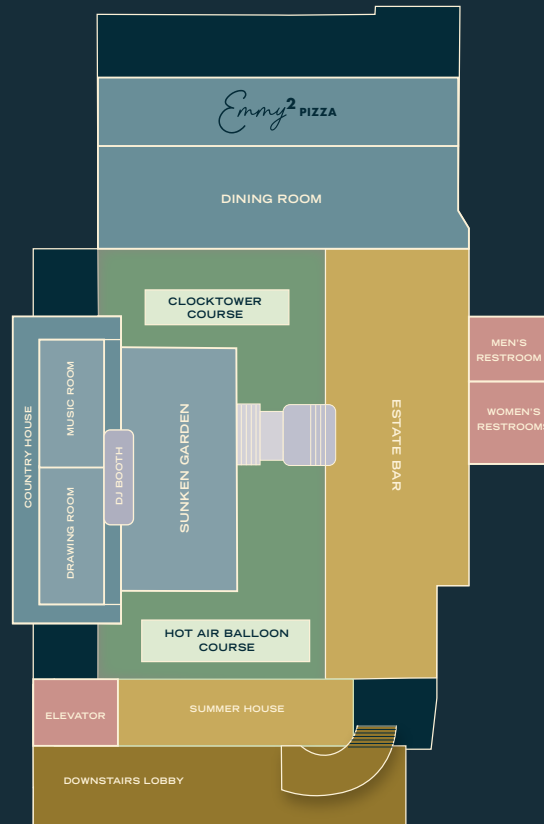 Emmy² PIZZA
DINING ROOM
CLOCKTOWER
COURSE
MEN'S
RESTROOM
WOMEN'S
RESTROOMS
COUNTRY HOUSE
MUSIC ROOM
DRAWING ROOM
DJ BOOTH
SUNKEN GARDEN
ESTATE BAR
HOT AIR BALLOON
COURSE
ELEVATOR
SUMMER HOUSE
DOWNSTAIRS LOBBY